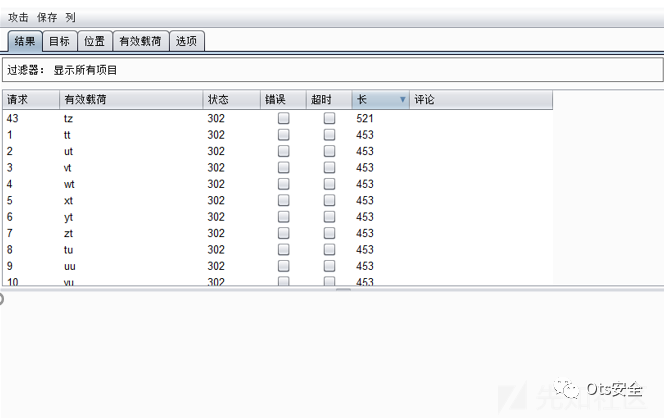 攻击 保存 列
结果 目标 位置 有效载荷 选项
过滤器： 显示所有项目
请求 有效载荷 状态 错误 超时 长 评论
43 tz 302 521
1 tt 302 453
2 ut 302 453
3 vt 302 453
4 wt 302 453
5 xt 302 453
6 yt 302 453
7 zt 302 453
8 tu 302 453
9 uu 302 453
10 vu 302 453
Ots安全
先知社区